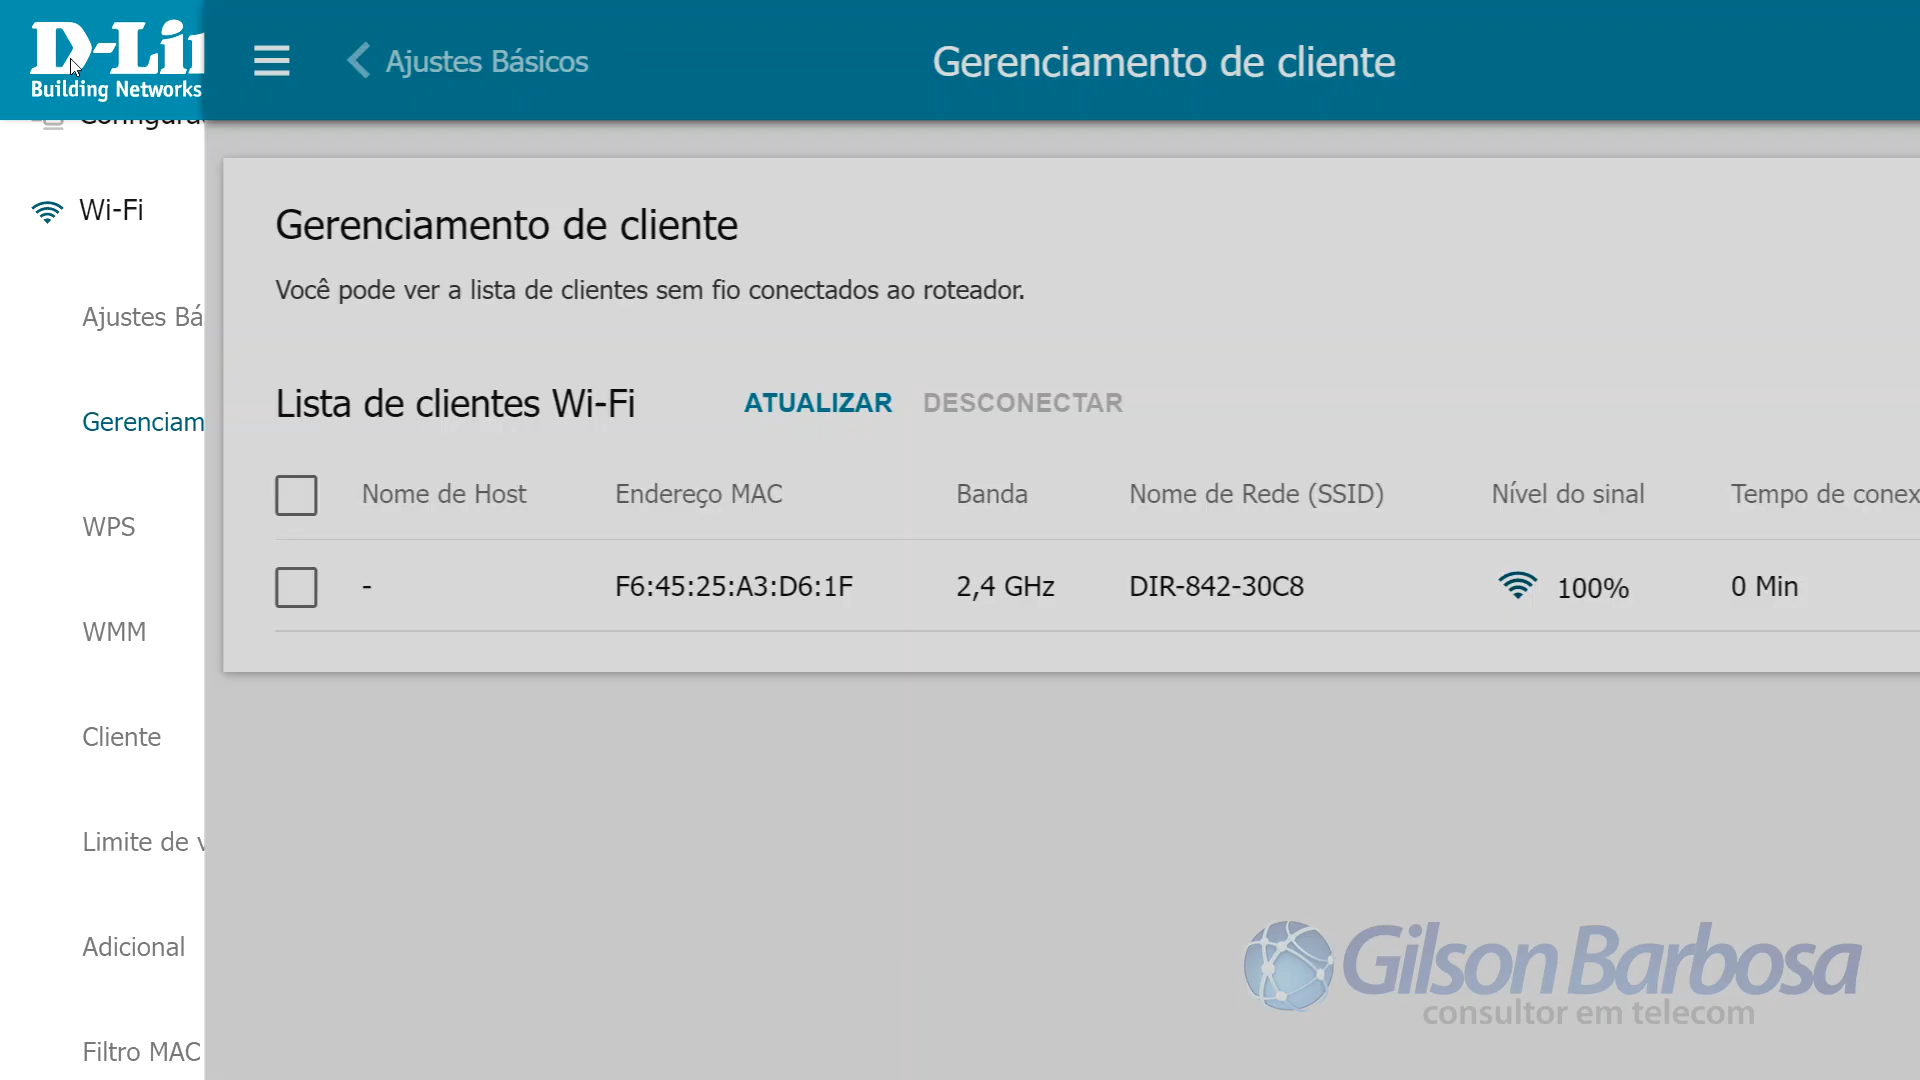 D-Li
Building Networks
Ajustes Básicos
Gerenciamento de cliente
Wi-Fi
Ajustes Bá
Gerenciam
WPS
WMM
Cliente
Limite de
Adicional
Filtro MAC
Gerenciamento de cliente
Você pode ver a lista de clientes sem fio conectados ao roteador.
Lista de clientes Wi-Fi ATUALIZAR DESCONECTAR
Nome de Host Endereço MAC Banda Nome de Rede (SSID) Nível do sinal Tempo de conex
- F6:45:25:A3:D6:1F 2,4 GHz DIR-842-30C8 100% 0 Min
Gilson Barbosa
consultor em telecom